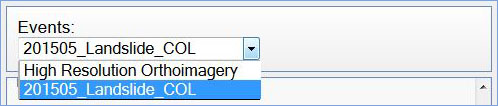 Events:
201505_Landslide_COL
High Resolution Orthoimagery
201505_Landslide_COL